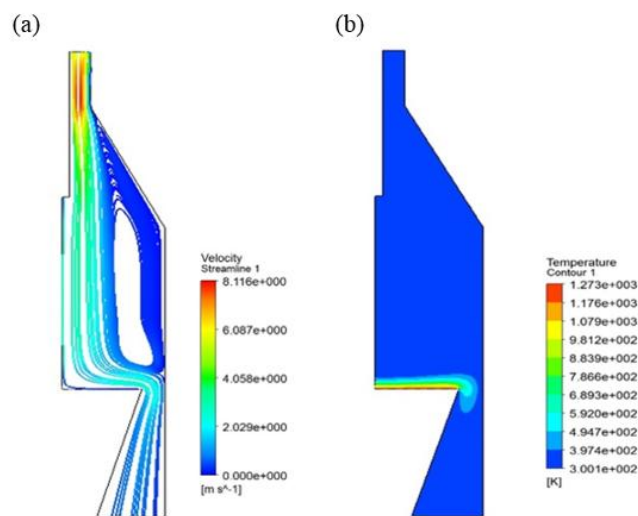 (a)
(b)
Velocity
Streamline 1
8.116e+000
6.087e+000
4.058e+000
2.029e+000
0.000e+000
[m s^-1]
Temperature
Contour 1
1.273e+003
1.176e+003
1.079e+003
9.812e+002
8.839e+002
7.866e+002
6.893e+002
5.920e+002
4.947e+002
3.974e+002
3.001e+002
[K]